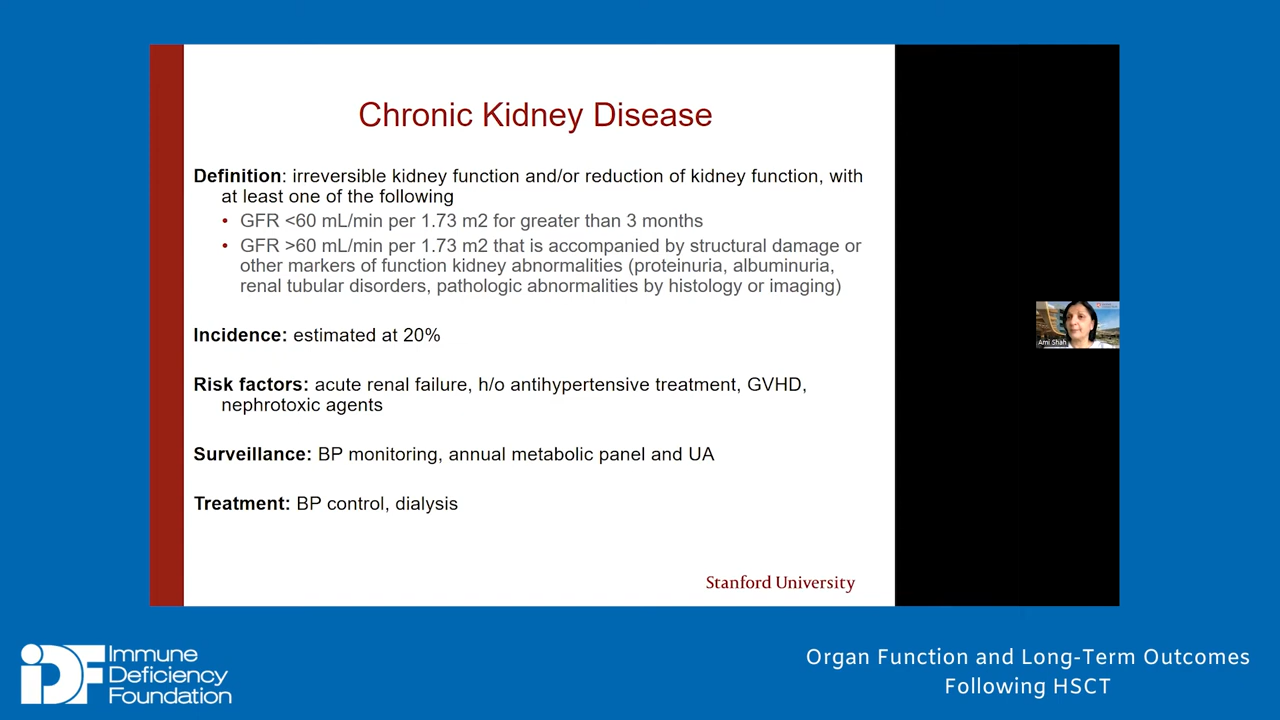 Chronic Kidney Disease
Definition: irreversible kidney function and/or reduction of kidney function, with
at least one of the following
• GFR <60 mL/min per 1.73 m2 for greater than 3 months
• GFR >60 mL/min per 1.73 m2 that is accompanied by structural damage or
other markers of function kidney abnormalities (proteinuria, albuminuria,
renal tubular disorders, pathologic abnormalities by histology or imaging)
Incidence: estimated at 20%
Risk factors: acute renal failure, h/o antihypertensive treatment, GVHD,
nephrotoxic agents
Surveillance: BP monitoring, annual metabolic panel and UA
Treatment: BP control, dialysis
Stanford University
Ami Shah
iDF
Immune
Deficiency
Foundation
Organ Function and Long-Term Outcomes
Following HSCT